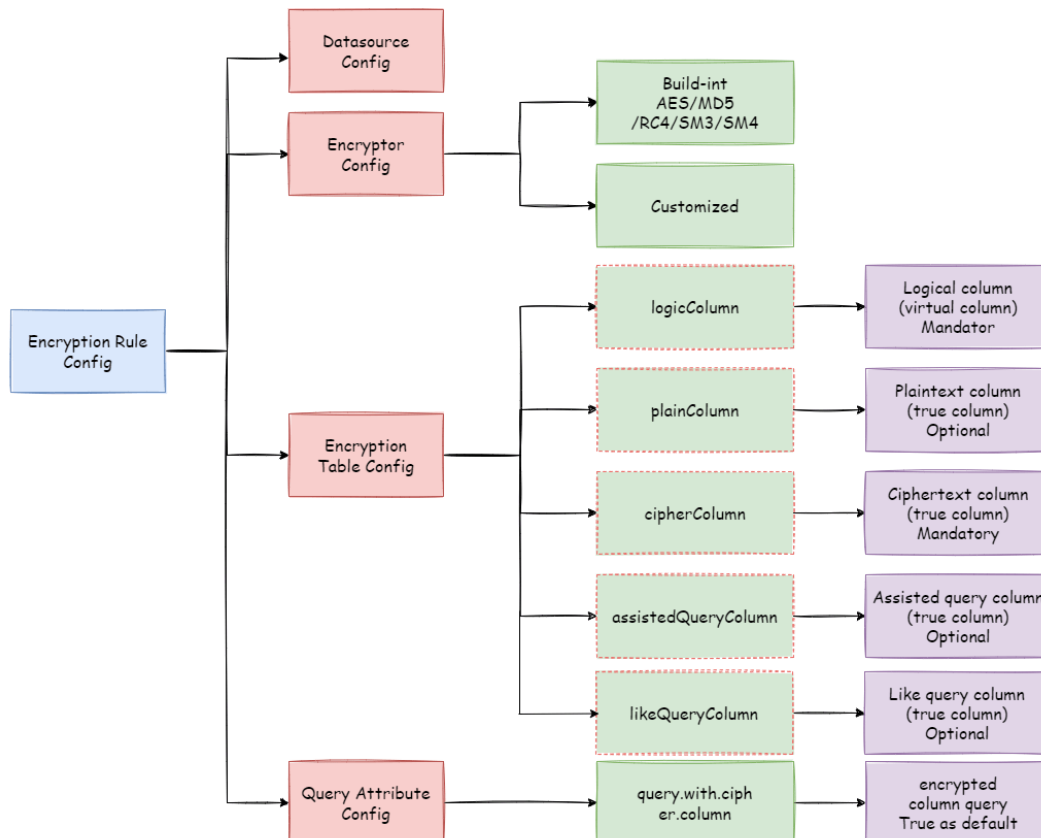 Datasource
Config
Build-int
AES/MD5
/RC4/SM3/SM4
Encryptor
Config
Customized
Encryption Rule
Config
logicColumn
Logical column
(virtual column)
Mandator
plainColumn
Plaintext column
(true column)
Optional
Encryption
Table Config
cipherColumn
Ciphertext column
(true column)
Mandatory
assistedQueryColumn
Assisted query column
(true column)
Optional
likeQueryColumn
Like query column
(true column)
Optional
Query Attribute
Config
query.with.ciph
er.column
encrypted
column query
True as default